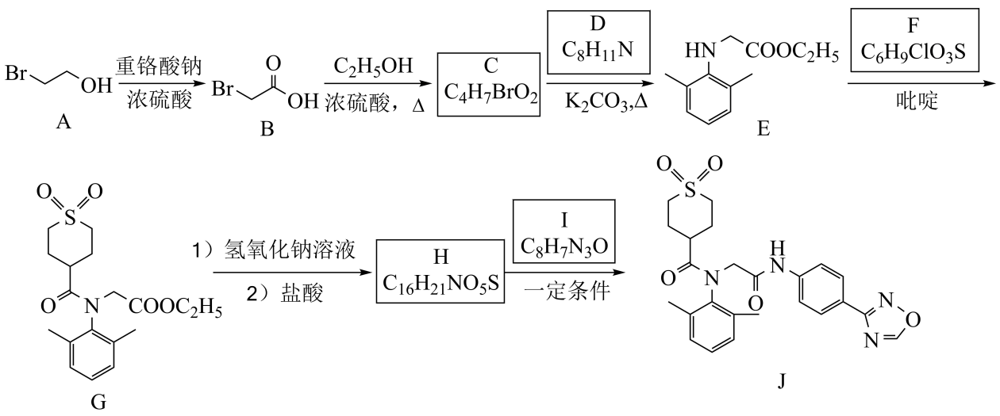 Br
OH
A
重铬酸钠
浓硫酸
Br
O
OH
B
C₂H₅OH
浓硫酸，Δ
C
C₄H₇BrO₂
D
C₈H₁₁N
K₂CO₃,Δ
HN
COOC₂H₅
E
F
C₆H₉ClO₃S
吡啶
O
O
S
O
N
COOC₂H₅
G
1）氢氧化钠溶液
2）盐酸
H
C₁₆H₂₁NO₅S
I
C₈H₇N₃O
一定条件
O
O
S
O
N
H
N
O
N
O
N
J